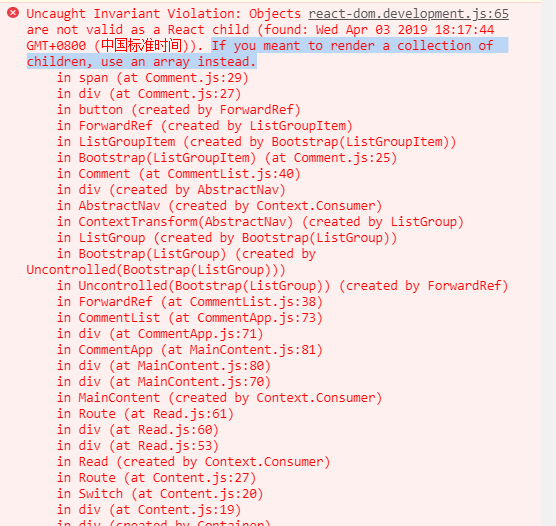 Uncaught Invariant Violation: Objects react-dom.development.js:65
are not valid as a React child (found: Wed Apr 03 2019 18:17:44
GMT+0800 (中国标准时间)). If you meant to render a collection of
children, use an array instead.
in span (at Comment.js:29)
in div (at Comment.js:27)
in button (created by ForwardRef)
in ForwardRef (created by ListGroupItem)
in ListGroupItem (created by Bootstrap(ListGroupItem))
in Bootstrap(ListGroupItem) (at Comment.js:25)
in Comment (at CommentList.js:40)
in div (created by AbstractNav)
in AbstractNav (created by Context.Consumer)
in ContextTransform(AbstractNav) (created by ListGroup)
in ListGroup (created by Bootstrap(ListGroup))
in Bootstrap(ListGroup) (created by
Uncontrolled(Bootstrap(ListGroup)))
in Uncontrolled(Bootstrap(ListGroup)) (created by ForwardRef)
in ForwardRef (at CommentList.js:38)
in CommentList (at CommentApp.js:73)
in div (at CommentApp.js:71)
in CommentApp (at MainContent.js:81)
in div (at MainContent.js:80)
in div (at MainContent.js:70)
in MainContent (created by Context.Consumer)
in Route (at Read.js:61)
in div (at Read.js:60)
in div (at Read.js:53)
in Read (created by Context.Consumer)
in Route (at Content.js:27)
in Switch (at Content.js:20)
in div (at Content.js:19)
in div (created by Container)